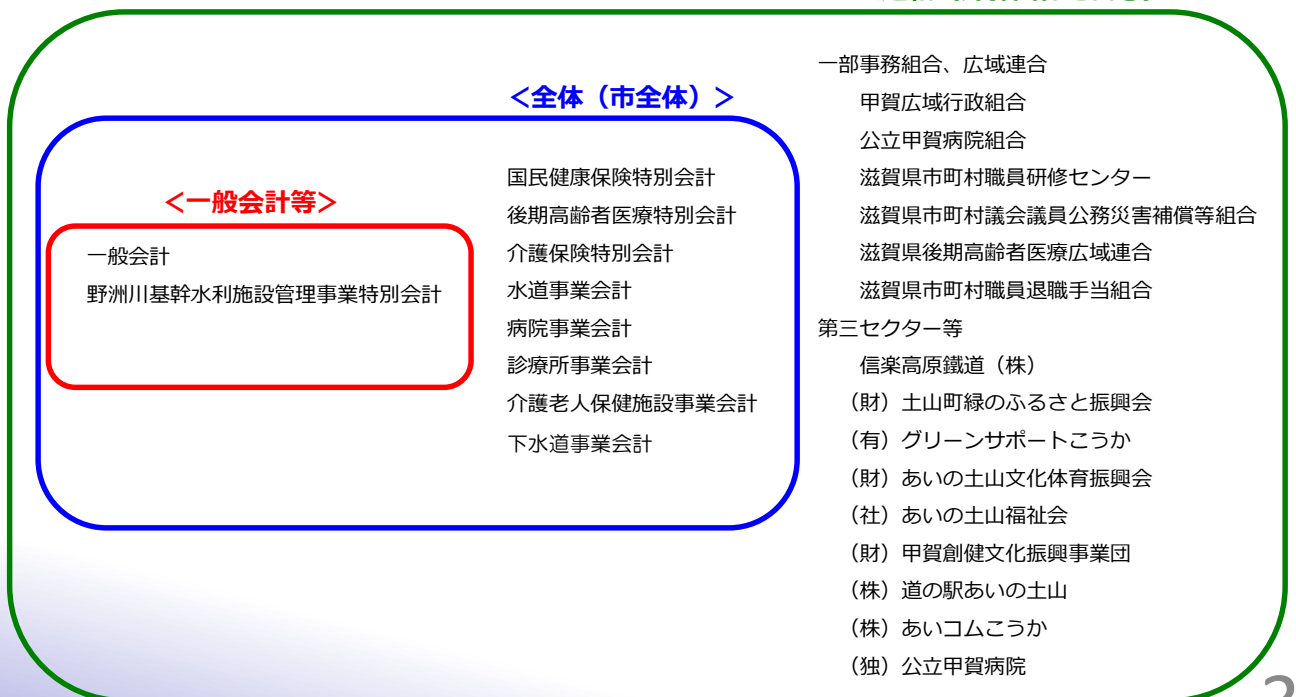 <全体(市全体)>
<一般会計等>
一般会計
野洲川基幹水利施設管理事業特別会計
国民健康保険特別会計
後期高齢者医療特別会計
介護保険特別会計
水道事業会計
病院事業会計
診療所事業会計
介護老人保健施設事業会計
下水道事業会計
一部事務組合、広域連合
甲賀広域行政組合
公立甲賀病院組合
滋賀県市町村職員研修センター
滋賀県市町村議会議員公務災害補償等組合
滋賀県後期高齢者医療広域連合
滋賀県市町村職員退職手当組合
第三セクター等
信楽高原鐵道(株)
(財)土山町緑のふるさと振興会
(有)グリーンサポートこうか
(財)あいの土山文化体育振興会
(社)あいの土山福祉会
(財)甲賀創健文化振興事業団
(株)道の駅あいの土山
(株)あいコムこうか
(独)公立甲賀病院